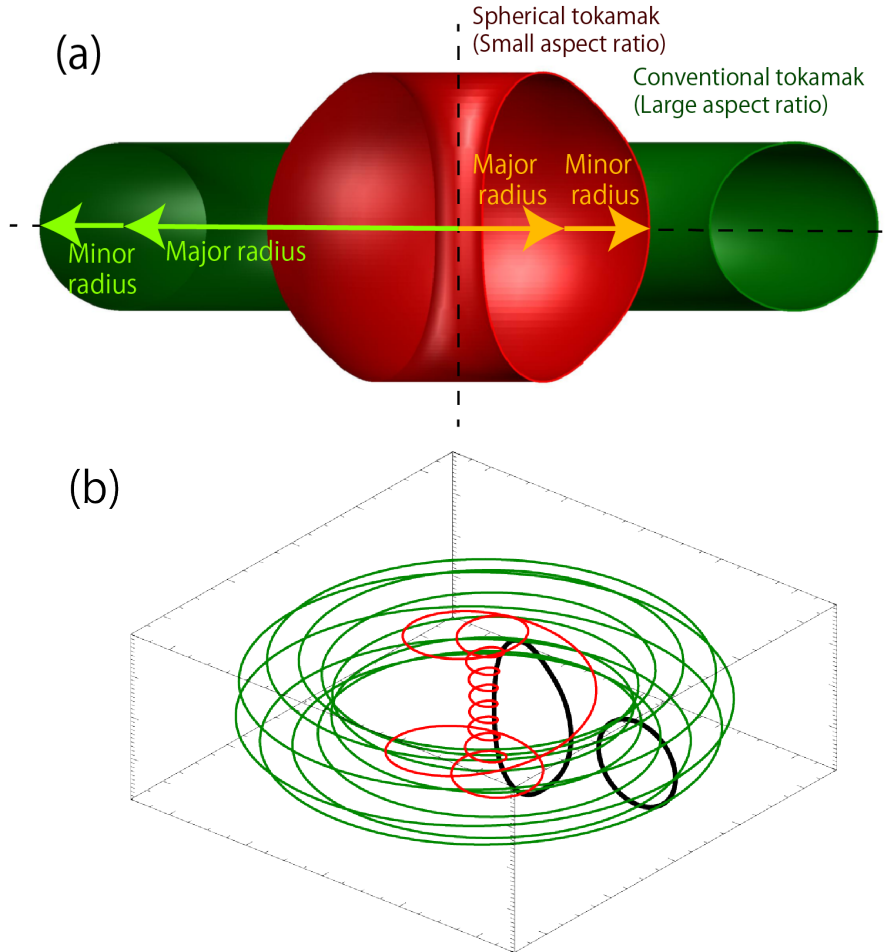 (a)
Spherical tokamak
(Small aspect ratio)
Conventional tokamak
(Large aspect ratio)
Major
radius
Minor
radius
Minor
radius
Major radius
(b)